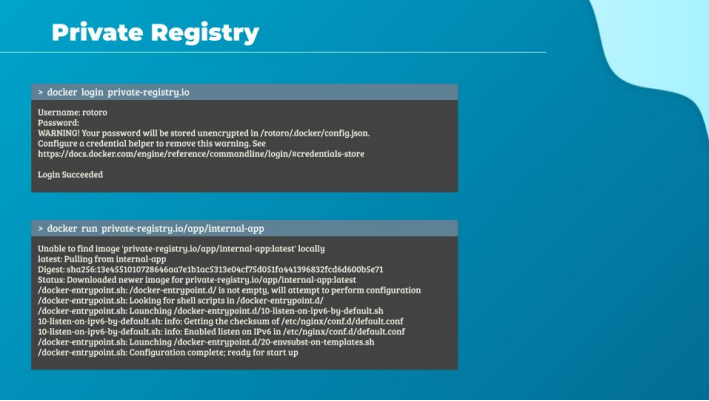 Private Registry
> docker login private-registry.io
Username: rotoro
Password:
WARNING! Your password will be stored unencrypted in /rotoro/.docker/config.json.
Configure a credential helper to remove this warning. See
https://docs.docker.com/engine/reference/commandline/login/#credentials-store
Login Succeeded
> docker run private-registry.io/app/internal-app
Unable to find image 'private-registry.io/app/internal-app:latest' locally
latest: Pulling from internal-app
Digest: sha256:13e4551010728646aa7e1b1ac5313e04cf75d051fa441396832fcd6d600b5e71
Status: Downloaded newer image for private-registry.io/app/internal-app:latest
/docker-entrypoint.sh: /docker-entrypoint.d/ is not empty, will attempt to perform configuration
/docker-entrypoint.sh: Looking for shell scripts in /docker-entrypoint.d/
/docker-entrypoint.sh: Launching /docker-entrypoint.d/10-listen-on-ipv6-by-default.sh
10-listen-on-ipv6-by-default.sh: info: Getting the checksum of /etc/nginx/conf.d/default.conf
10-listen-on-ipv6-by-default.sh: info: Enabled listen on IPv6 in /etc/nginx/conf.d/default.conf
/docker-entrypoint.sh: Launching /docker-entrypoint.d/20-envsubst-on-templates.sh
/docker-entrypoint.sh: Configuration complete; ready for start up